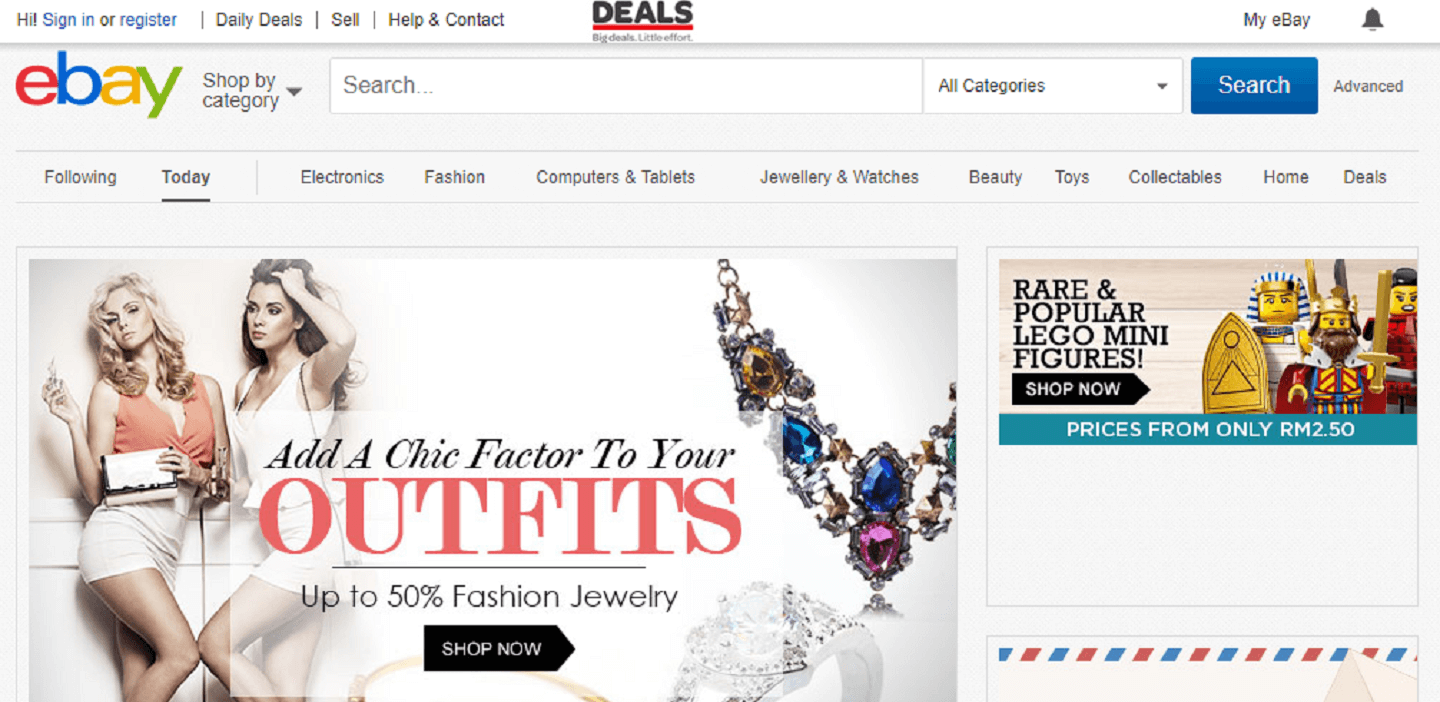 Hi! Sign in or register | Daily Deals | Sell | Help & Contact
DEALS
Big deals. Little effort.
My eBay
ebay
Shop by
category
Search...
All Categories
Search
Advanced
Following
Today
Electronics
Fashion
Computers & Tablets
Jewellery & Watches
Beauty
Toys
Collectables
Home
Deals
Add A Chic Factor To Your
OUTFITS
Up to 50% Fashion Jewelry
SHOP NOW
RARE &
POPULAR
LEGO MINI
FIGURES!
SHOP NOW
PRICES FROM ONLY RM2.50